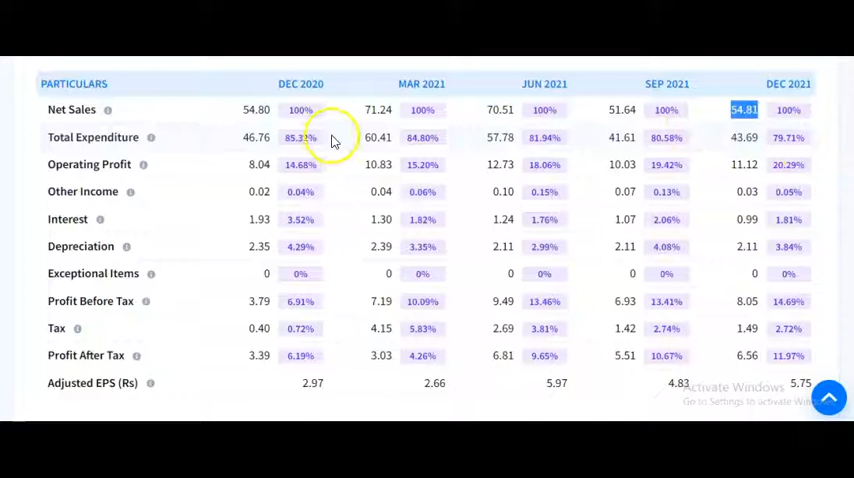 PARTICULARS DEC 2020 MAR 2021 JUN 2021 SEP 2021 DEC 2021
Net Sales 54.80 100% 71.24 100% 70.51 100% 51.64 100% 54.81 100%
Total Expenditure 46.76 85.32% 60.41 84.80% 57.78 81.94% 41.61 80.58% 43.69 79.71%
Operating Profit 8.04 14.68% 10.83 15.20% 12.73 18.06% 10.03 19.42% 11.12 20.29%
Other Income 0.02 0.04% 0.04 0.06% 0.10 0.15% 0.07 0.13% 0.03 0.05%
Interest 1.93 3.52% 1.30 1.82% 1.24 1.76% 1.07 2.06% 0.99 1.81%
Depreciation 2.35 4.29% 2.39 3.35% 2.11 2.99% 2.11 4.08% 2.11 3.84%
Exceptional Items 0 0% 0 0% 0 0% 0 0% 0 0%
Profit Before Tax 3.79 6.91% 7.19 10.09% 9.49 13.46% 6.93 13.41% 8.05 14.69%
Tax 0.40 0.72% 4.15 5.83% 2.69 3.81% 1.42 2.74% 1.49 2.72%
Profit After Tax 3.39 6.19% 3.03 4.26% 6.81 9.65% 5.51 10.67% 6.56 11.97%
Adjusted EPS (Rs) 2.97 2.66 5.97 4.83 5.75
Activate Windows
Go to Settings to activate Windows